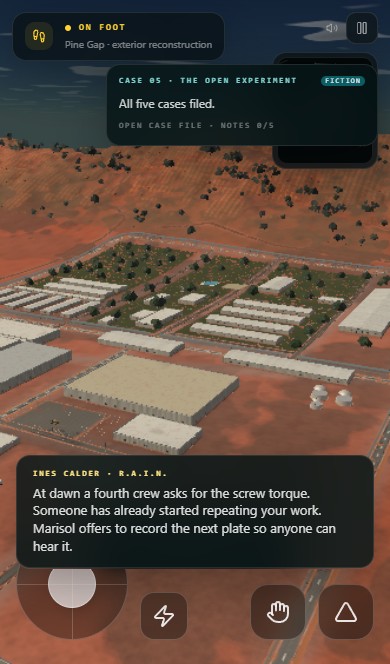 ON FOOT
Pine Gap · exterior reconstruction
CASE 05 · THE OPEN EXPERIMENT
FICTION
All five cases filed.
OPEN CASE FILE · NOTES 0/5
INES CALDER · R.A.I.N.
At dawn a fourth crew asks for the screw torque.
Someone has already started repeating your work.
Marisol offers to record the next plate so anyone can
hear it.